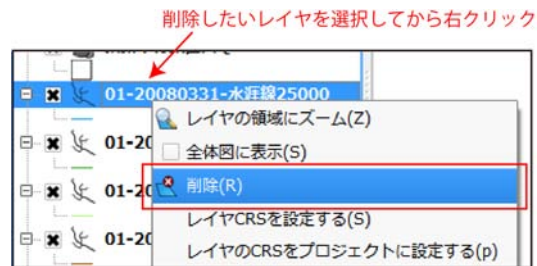 削除したいレイヤを選択してから右クリック
01-20080331-水涯線25000
レイヤの領域にズーム(Z)
01-20
全体図に表示(S)
01-20
削除(R)
レイヤCRSを設定する(S)
01-20
レイヤのCRSをプロジェクトに設定する(p)